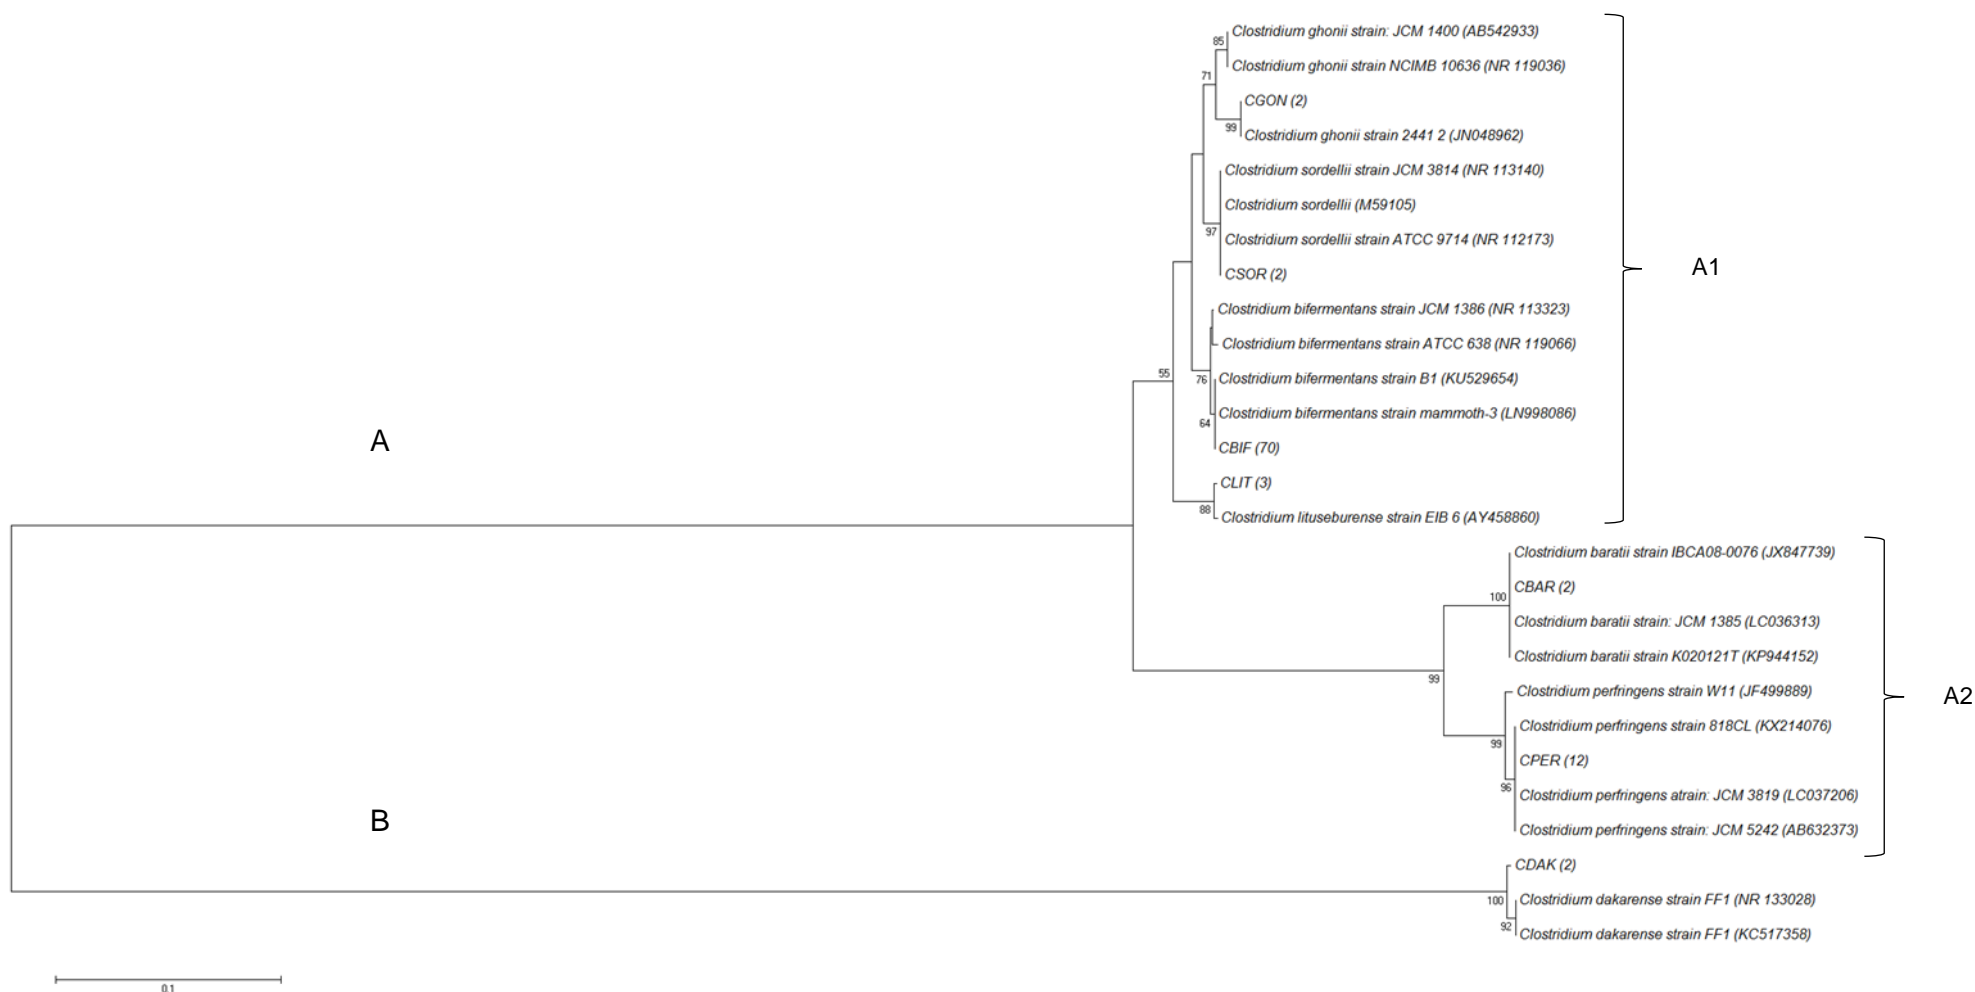 Clostridium ghonii strain: JCM 1400 (AB542933)
85
Clostridium ghonii strain NCIMB 10636 (NR 119036)
71
CGON (2)
99
Clostridium ghonii strain 2441 2 (JN048962)
Clostridium sordellii strain JCM 3814 (NR 113140)
Clostridium sordellii (M59105)
97
Clostridium sordellii strain ATCC 9714 (NR 112173)
CSOR (2)
A1
Clostridium bifermentans strain JCM 1386 (NR 113323)
Clostridium bifermentans strain ATCC 638 (NR 119066)
55
76
Clostridium bifermentans strain B1 (KU529654)
Clostridium bifermentans strain mammoth-3 (LN998086)
64
A
CBIF (70)
CLIT (3)
88
Clostridium lituseburense strain EIB 6 (AY458860)
Clostridium baratii strain IBCA08-0076 (JX847739)
CBAR (2)
100
Clostridium baratii strain: JCM 1385 (LC036313)
Clostridium baratii strain K020121T (KP944152)
99
Clostridium perfringens strain W11 (JF499889)
A2
Clostridium perfringens strain 818CL (KX214076)
99
CPER (12)
96
Clostridium perfringens atrain: JCM 3819 (LC037206)
B
Clostridium perfringens strain: JCM 5242 (AB632373)
CDAK (2)
100
Clostridium dakarense strain FF1 (NR 133028)
92
Clostridium dakarense strain FF1 (KC517358)
0.1